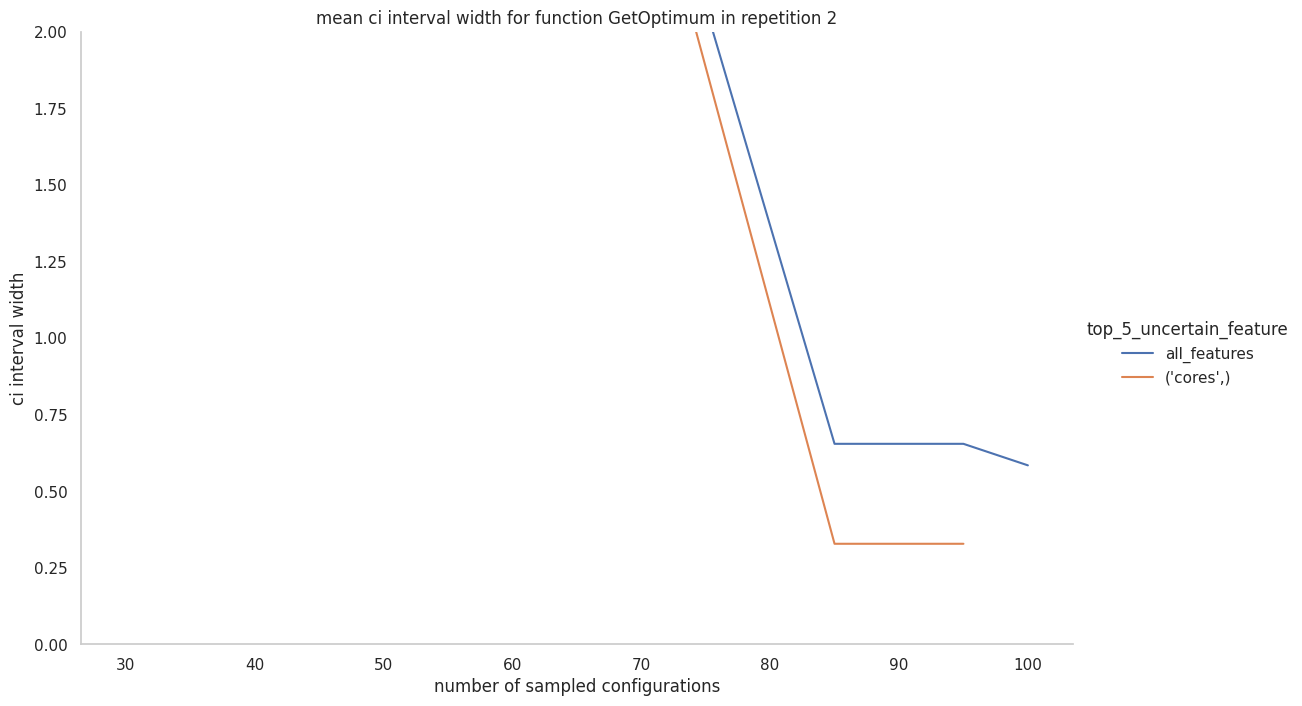 mean ci interval width for function GetOptimum in repetition 2
2.00
1.75
1.50
1.25
1.00
0.75
0.50
0.25
0.00
ci interval width
30 40 50 60 70 80 90 100
number of sampled configurations
top_5_uncertain_feature
all_features
('cores',)